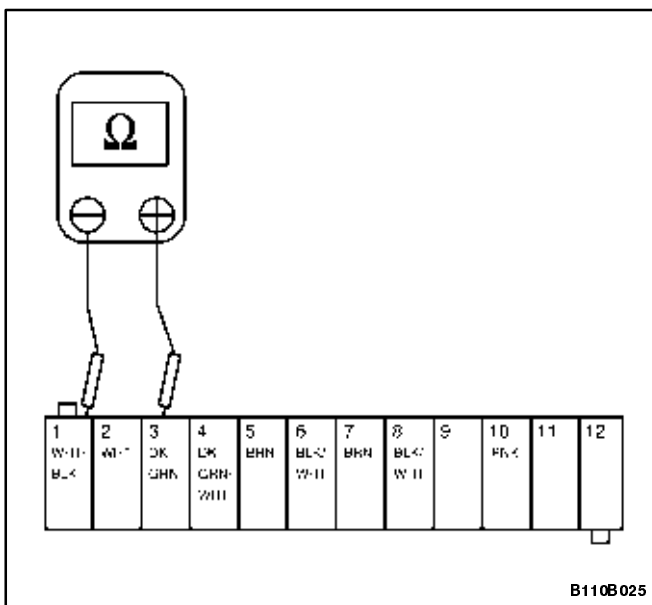 Ω
1 2 3 4 5 6 7 8 9 10 11 12
WHT/ WHT DK DK BRN BLK/ BRN BLK/ PNK
BLK GRN GRN/ WHT WHT
WHT
B110B025